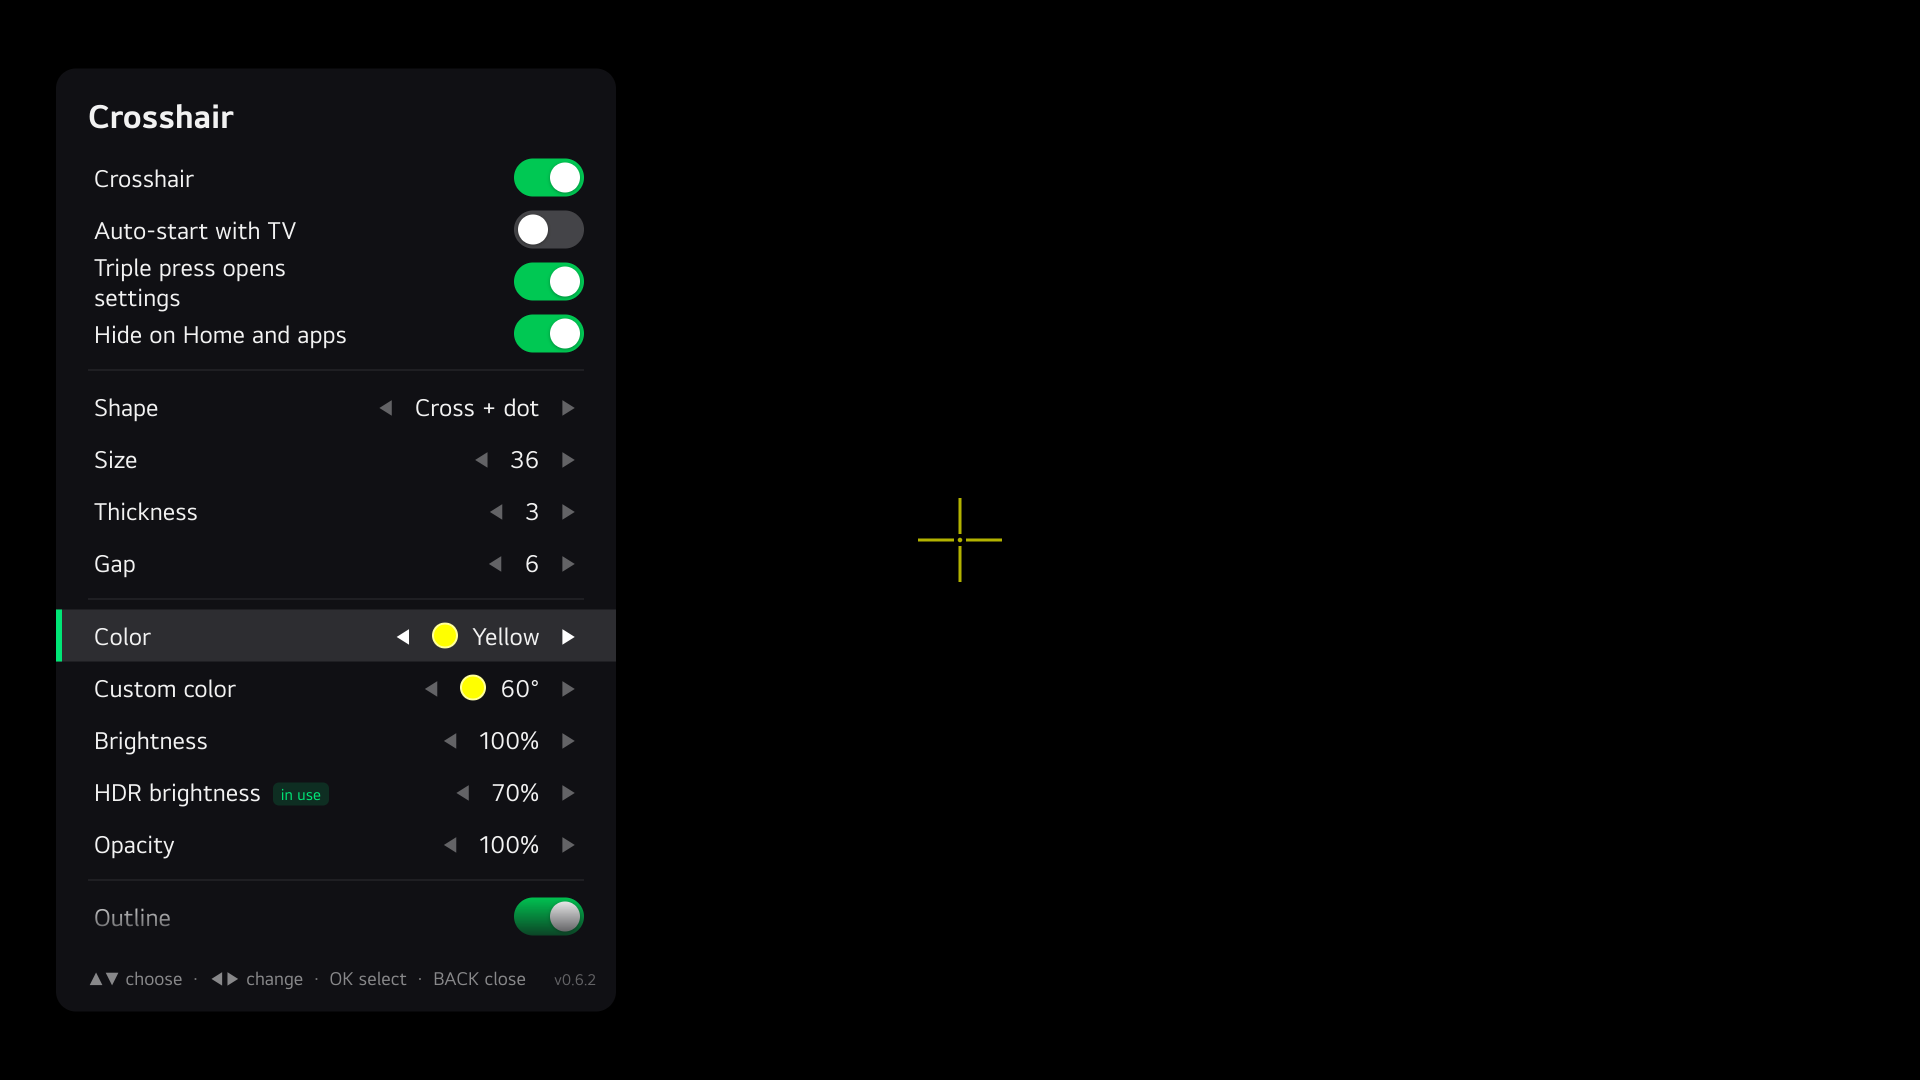 Crosshair
Crosshair
Auto-start with TV
Triple press opens
settings
Hide on Home and apps
Shape ◀ Cross + dot ▶
Size ◀ 36 ▶
Thickness ◀ 3 ▶
Gap ◀ 6 ▶
Color ◀ Yellow ▶
Custom color ◀ 60° ▶
Brightness ◀ 100% ▶
HDR brightness in use ◀ 70% ▶
Opacity ◀ 100% ▶
Outline
▲▼ choose · ◀▶ change · OK select · BACK close v0.6.2